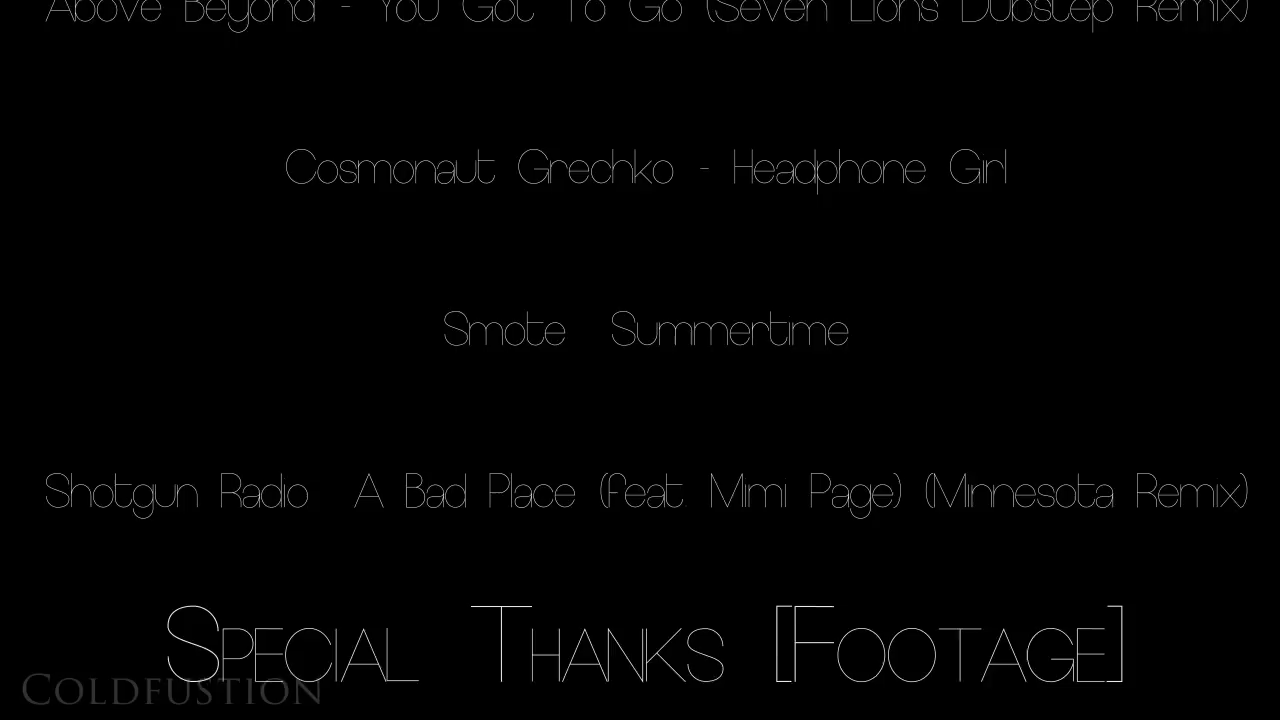 Above Beyond - You Got To Go (Seven Lions Dubstep Remix)
Cosmonaut Grechko - Headphone Girl
Smote Summertime
Shotgun Radio A Bad Place (feat. Mimi Page) (Minnesota Remix)
Special Thanks [Footage]
Coldfustion